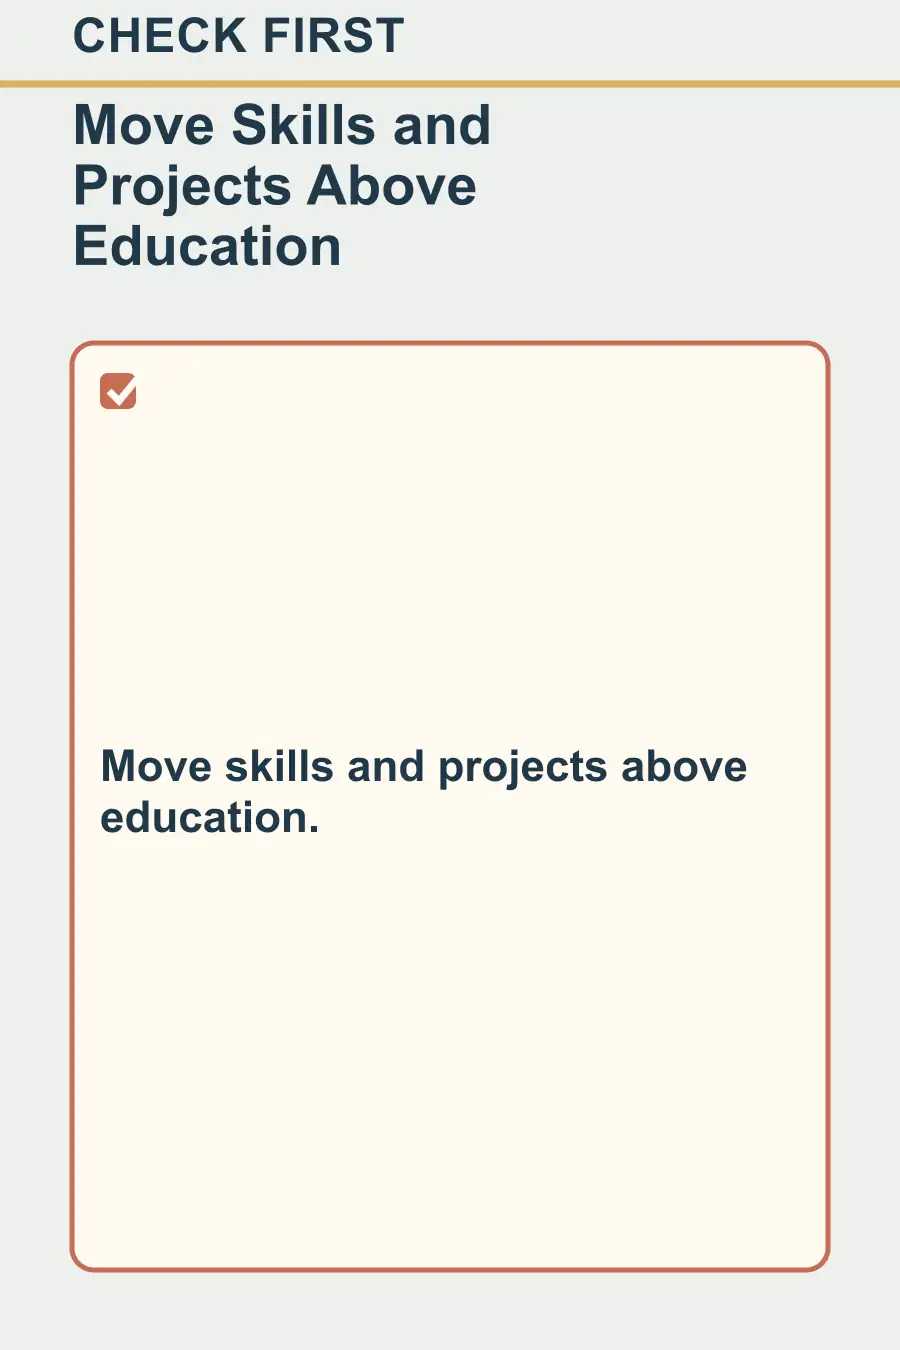 CHECK FIRST
Move Skills and
Projects Above
Education
Move skills and projects above
education.